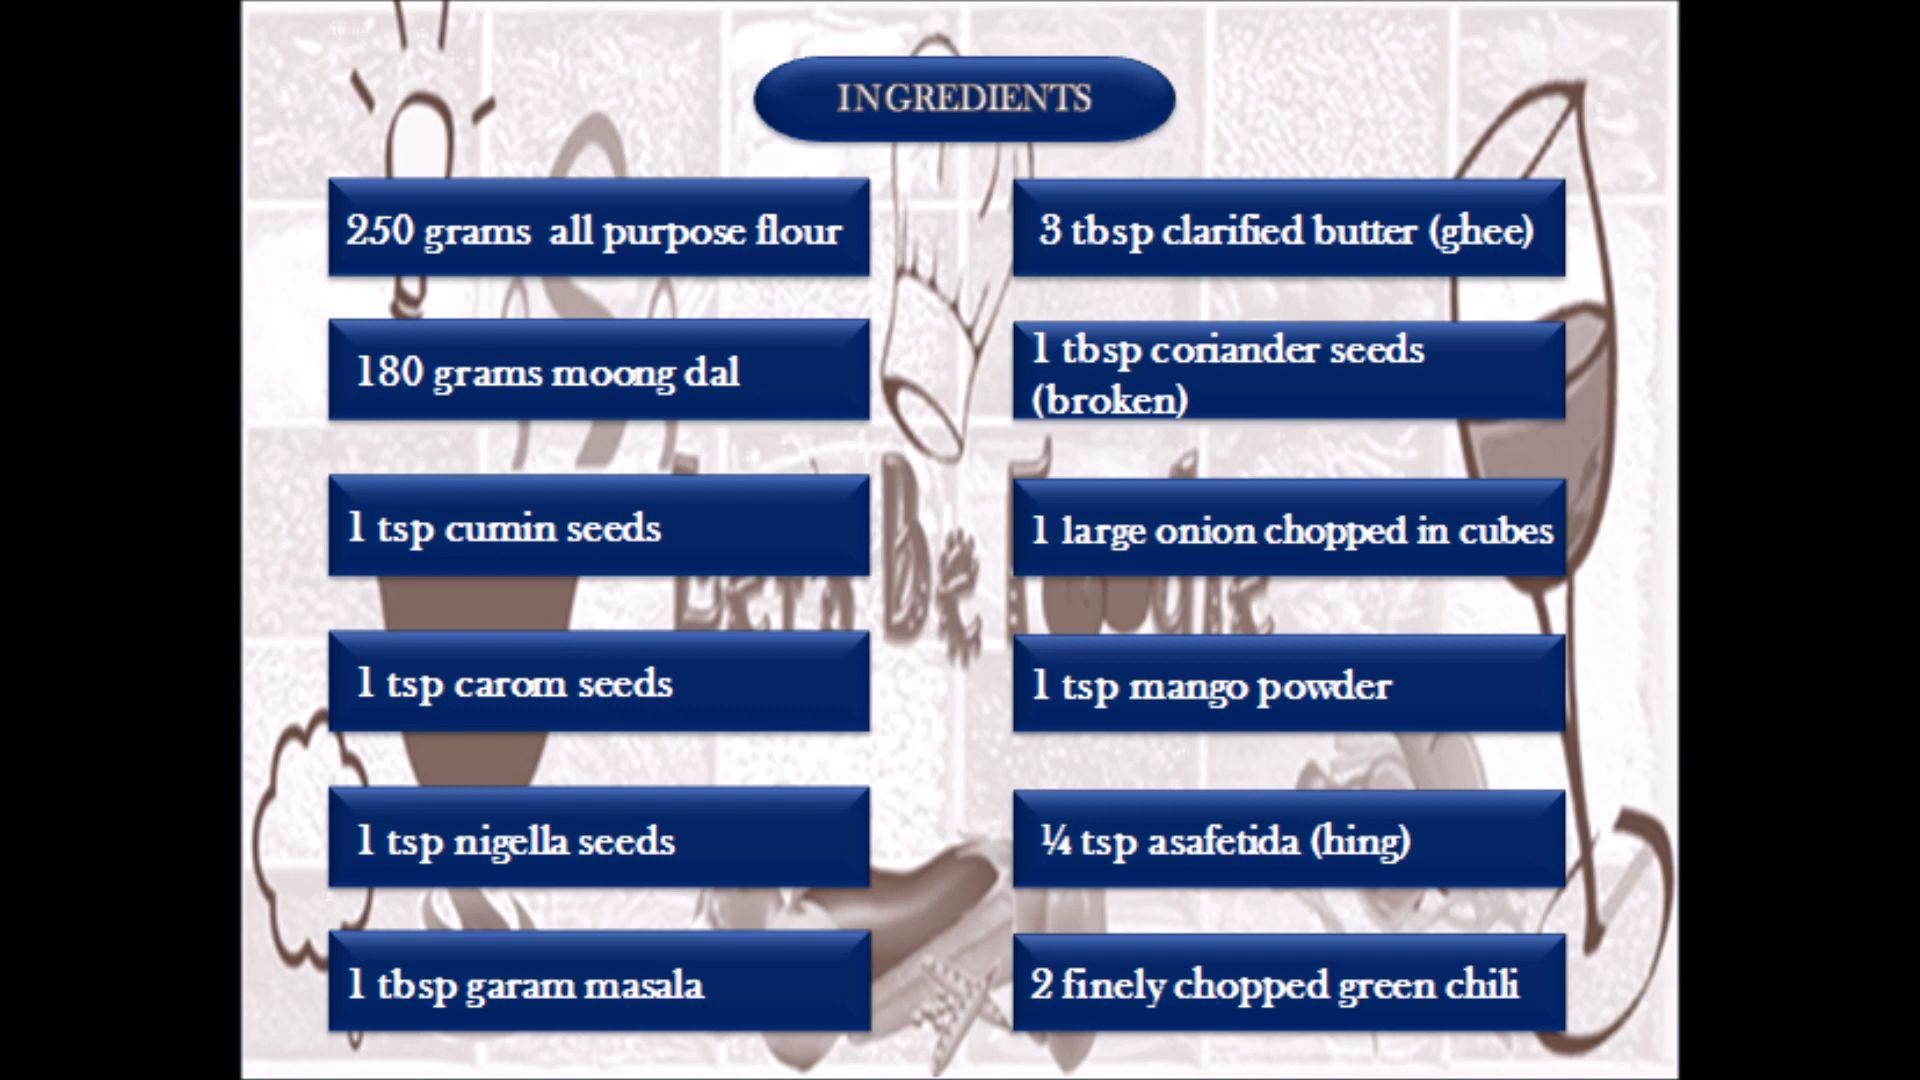 INGREDIENTS
250 grams all purpose flour
180 grams moong dal
1 tsp cumin seeds
1 tsp carom seeds
1 tsp nigella seeds
1 tbsp garam masala
3 tbsp clarified butter (ghee)
1 tbsp coriander seeds
(broken)
1 large onion chopped in cubes
1 tsp mango powder
¼ tsp asafetida (hing)
2 finely chopped green chili